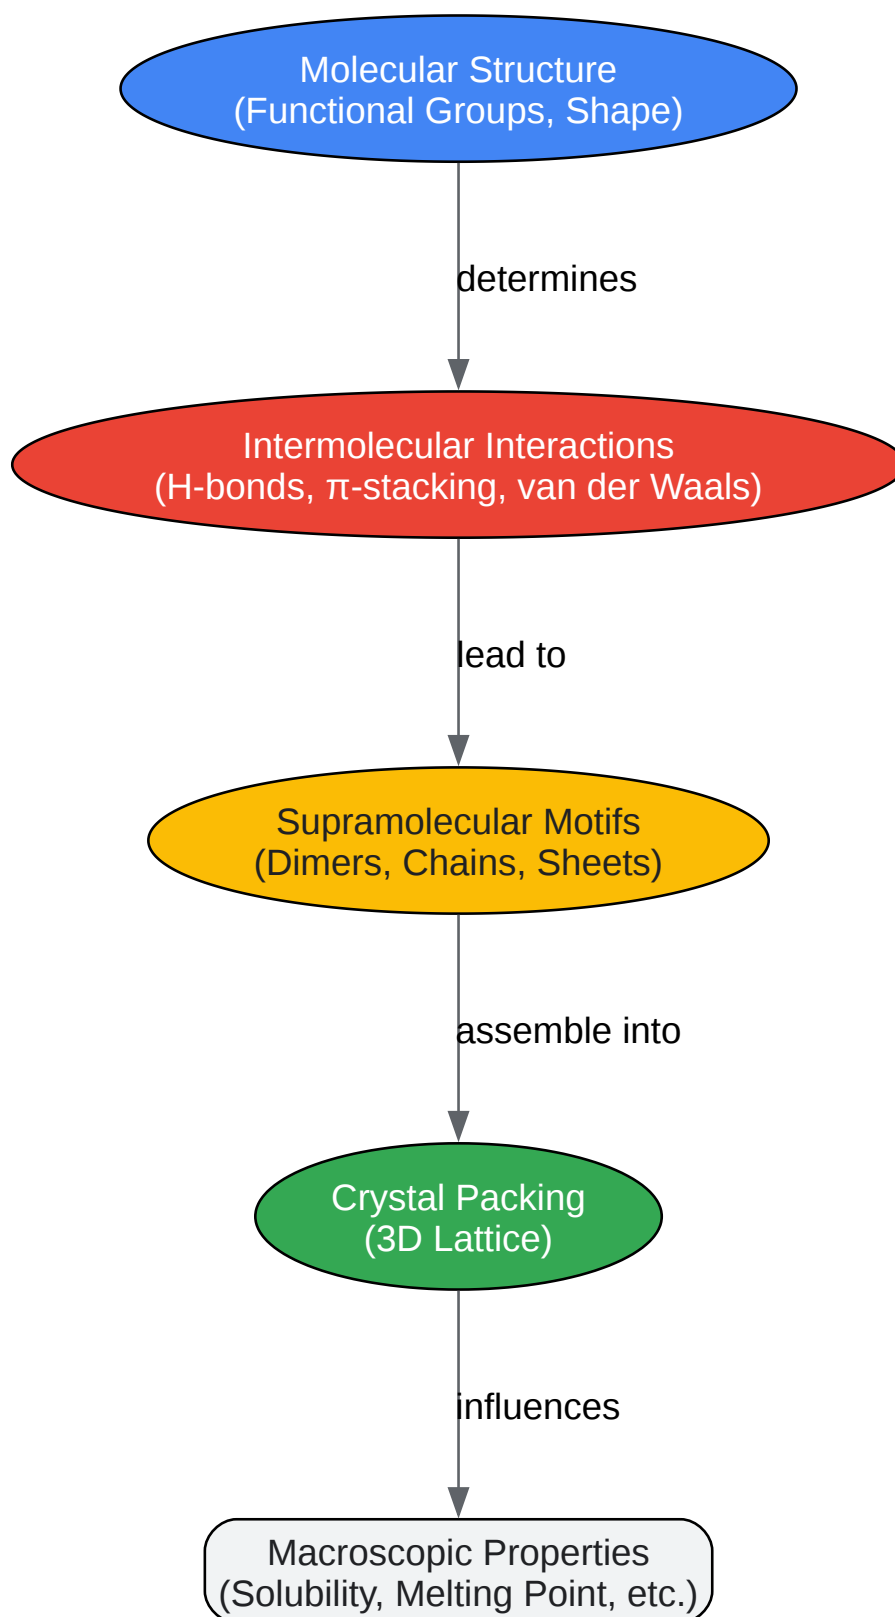 Molecular Structure
(Functional Groups, Shape)
determines
Intermolecular Interactions
(H-bonds, π-stacking, van der Waals)
lead to
Supramolecular Motifs
(Dimers, Chains, Sheets)
assemble into
Crystal Packing
(3D Lattice)
influences
Macroscopic Properties
(Solubility, Melting Point, etc.)